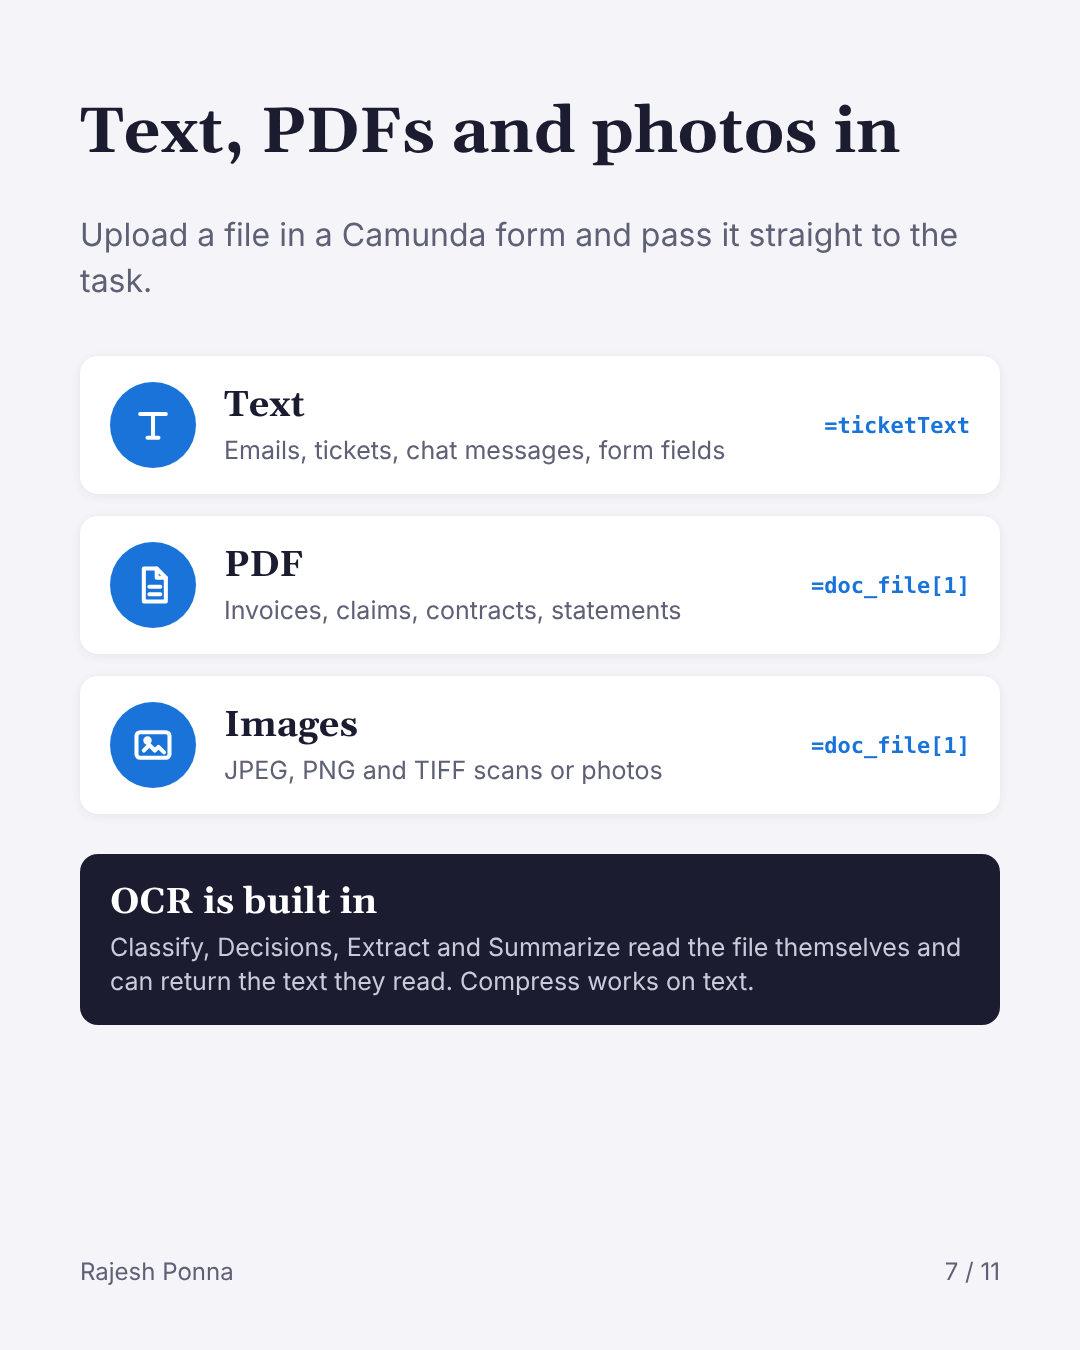 Text, PDFs and photos in
Upload a file in a Camunda form and pass it straight to the
task.
Text
Emails, tickets, chat messages, form fields
=ticketText
PDF
Invoices, claims, contracts, statements
=doc_file[1]
Images
JPEG, PNG and TIFF scans or photos
=doc_file[1]
OCR is built in
Classify, Decisions, Extract and Summarize read the file themselves and
can return the text they read. Compress works on text.
Rajesh Ponna
7 / 11